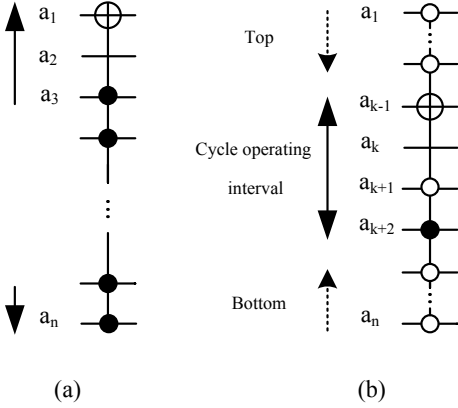 a₁
a₂
a₃
⋮
aₙ
(a)
Top
Cycle operating
interval
Bottom
a₁
aₖ₋₁
aₖ
aₖ₊₁
aₖ₊₂
aₙ
(b)